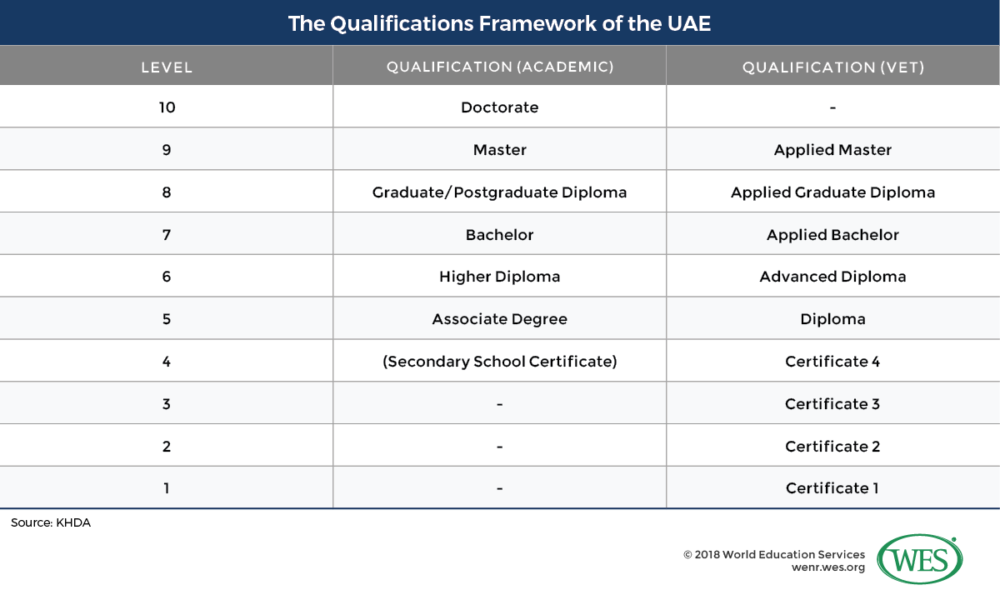 The Qualifications Framework of the UAE
LEVEL QUALIFICATION (ACADEMIC) QUALIFICATION (VET)
10 Doctorate -
9 Master Applied Master
8 Graduate/Postgraduate Diploma Applied Graduate Diploma
7 Bachelor Applied Bachelor
6 Higher Diploma Advanced Diploma
5 Associate Degree Diploma
4 (Secondary School Certificate) Certificate 4
3 - Certificate 3
2 - Certificate 2
1 - Certificate 1
Source: KHDA
© 2018 World Education Services
wenr.wes.org
WES